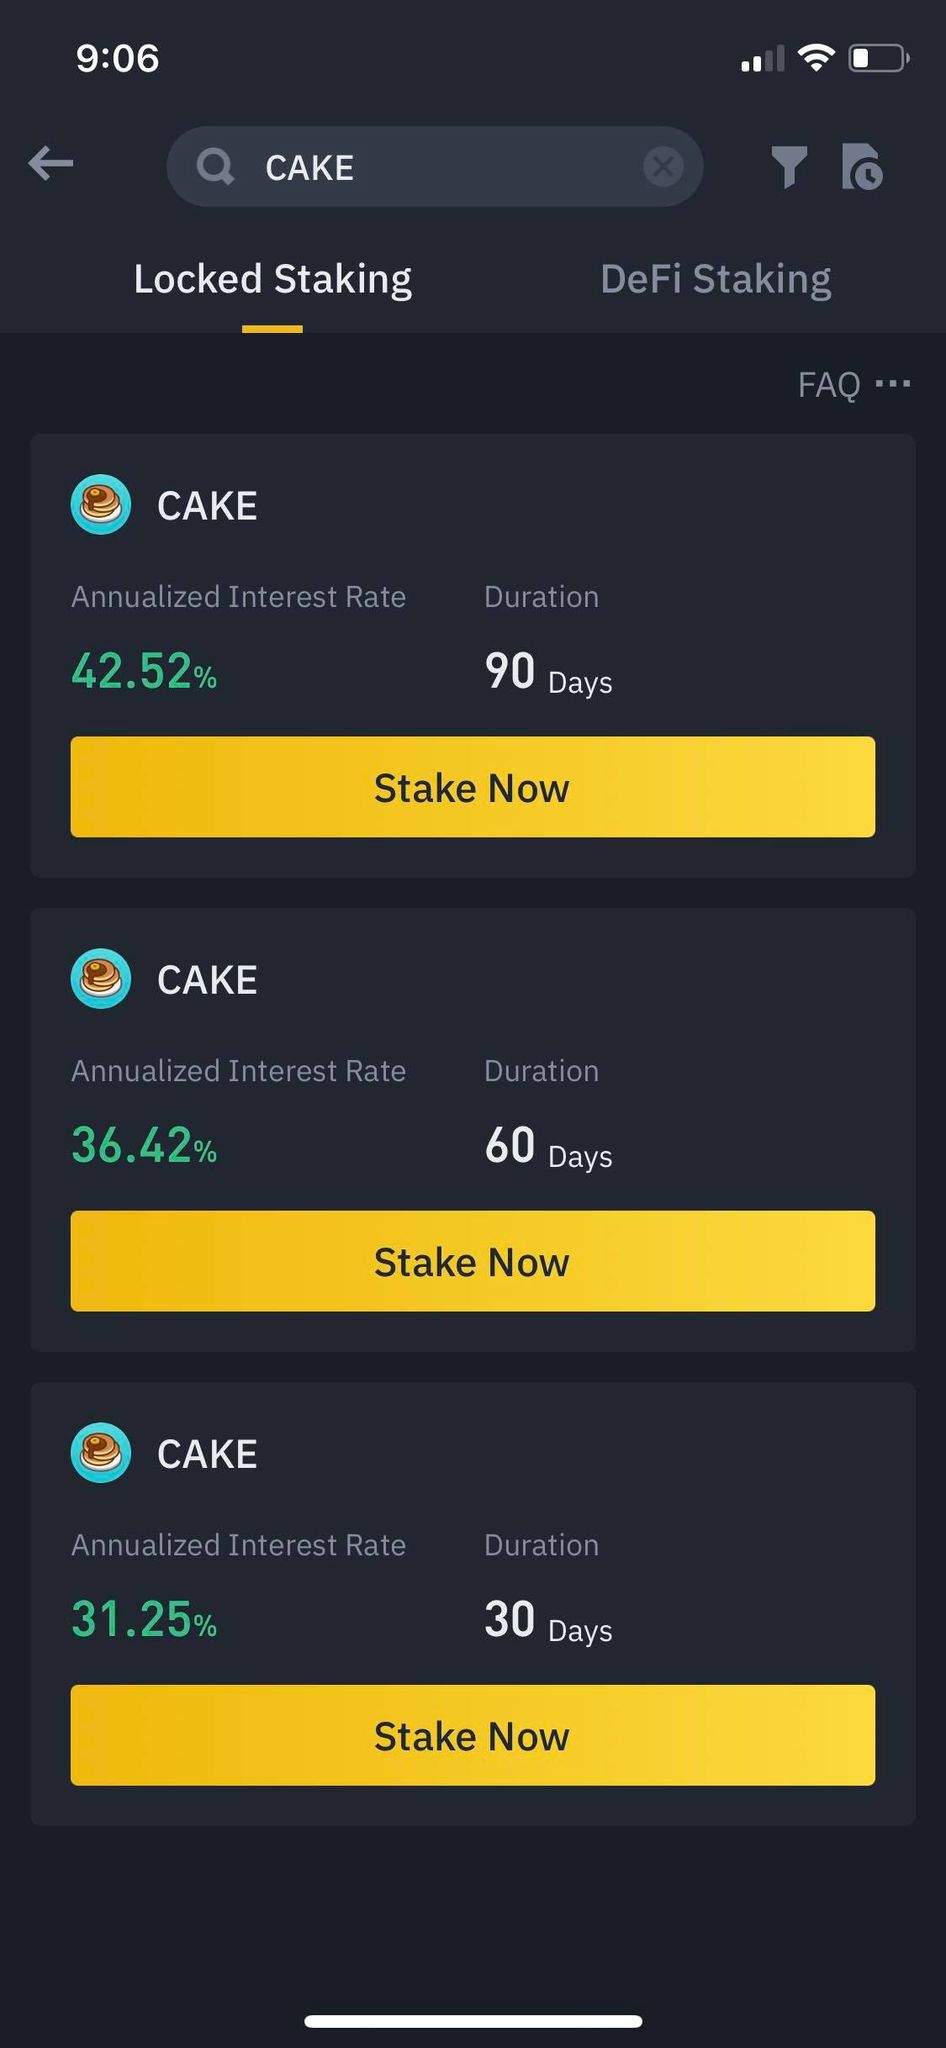 9:06
CAKE
Locked Staking DeFi Staking
FAQ ...
CAKE
Annualized Interest Rate Duration
42.52% 90 Days
Stake Now
CAKE
Annualized Interest Rate Duration
36.42% 60 Days
Stake Now
CAKE
Annualized Interest Rate Duration
31.25% 30 Days
Stake Now